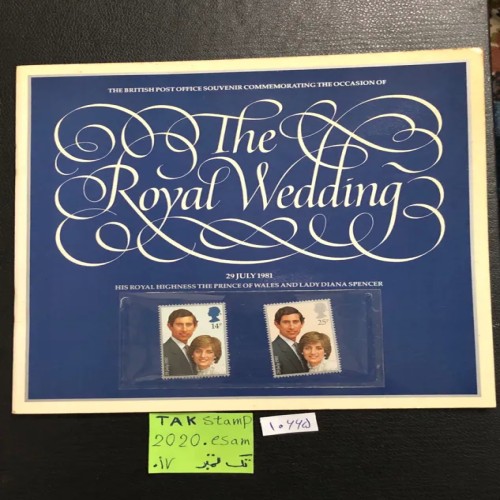 THE BRITISH POST OFFICE SOUVENIR COMMEMORATING THE OCCASION OF
The
Royal Wedding
29 JULY 1981
HIS ROYAL HIGHNESS THE PRINCE OF WALES AND LADY DIANA SPENCER
14P
25P
TAK stamp
2020.esam
۰۱۷ تک تمبر